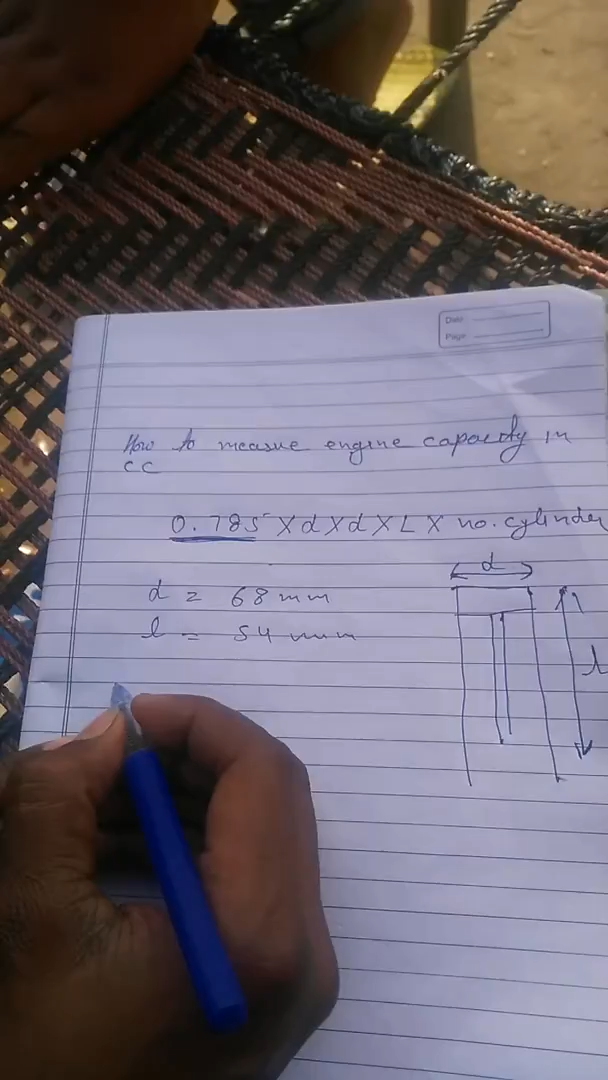 Date
Page
How to measure engine capacity in
cc
0.785 X d X d X L X no. cylinder
d
d = 68 mm
l = 54 mm
l